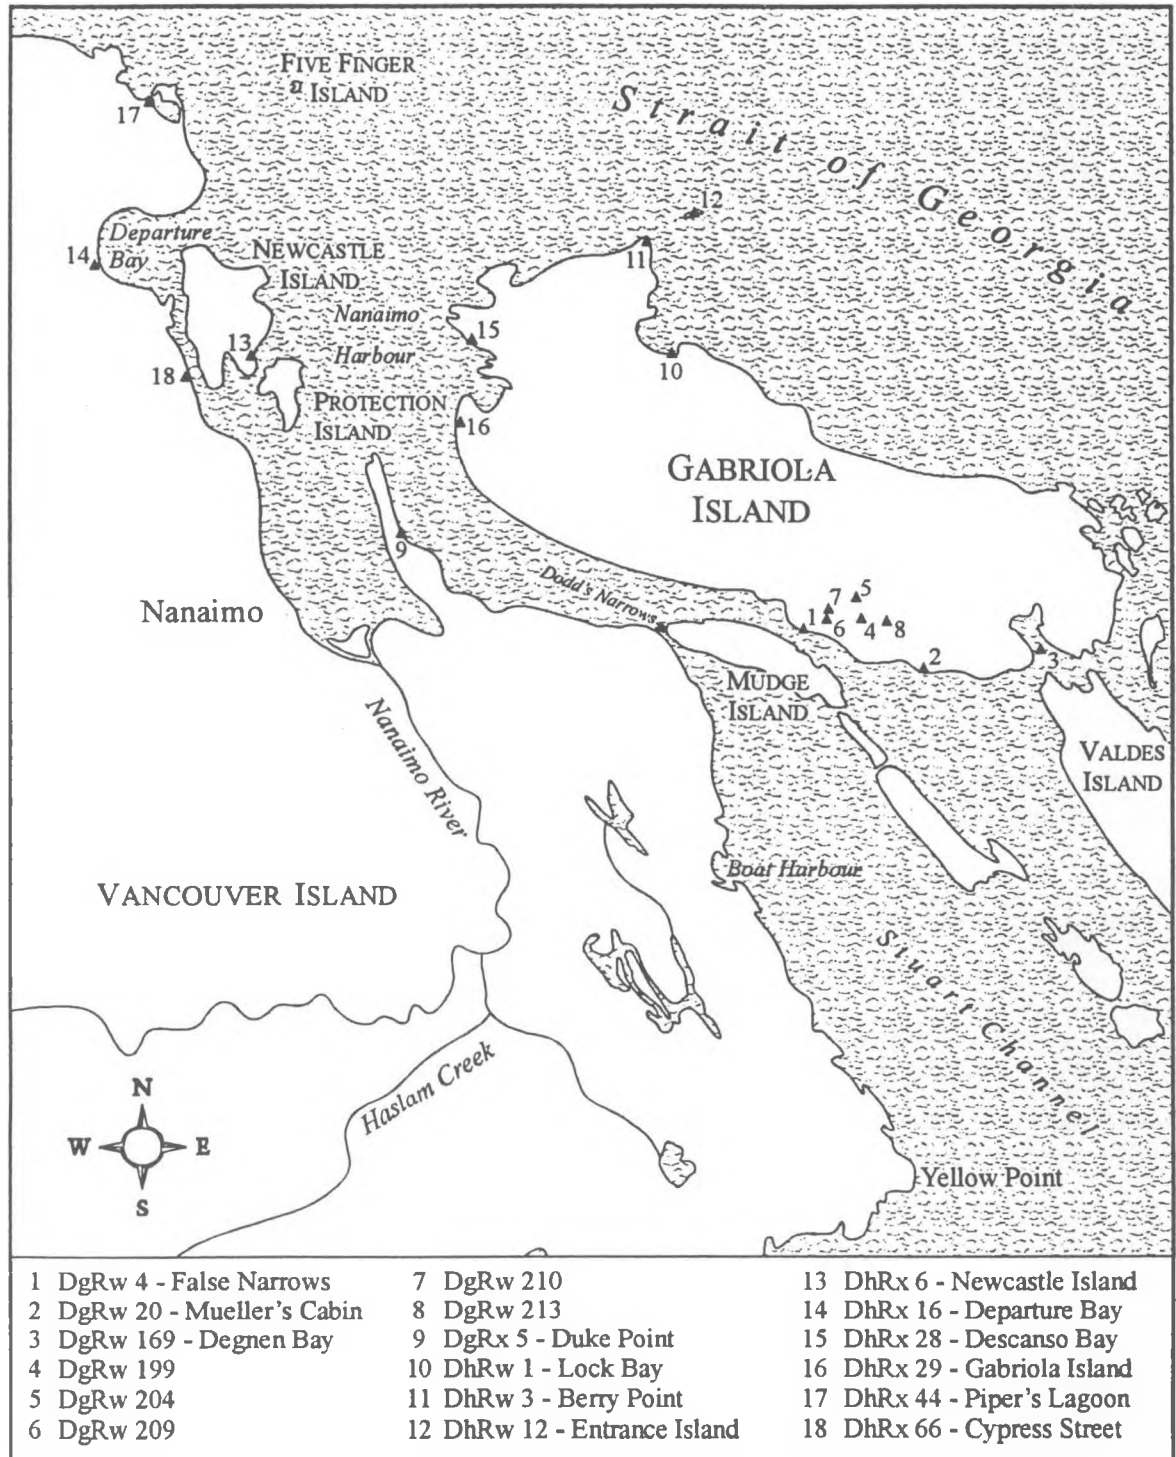 FIVE FINGER
ISLAND
17
Strait of Georgia
12
Departure
Bay
14
NEWCASTLE
ISLAND
11
Nanaimo
Harbour
15
13
10
18
PROTECTION
ISLAND
16
GABRIOLA
ISLAND
9
Dodd's Narrows
7
5
1
6
4
8
Nanaimo
2
3
MUDGE
ISLAND
Nanaimo River
VALDES
ISLAND
Boat Harbour
VANCOUVER ISLAND
Stuart Channel
Haslam Creek
N
W
E
S
Yellow Point
1 DgRw 4 - False Narrows
2 DgRw 20 - Mueller's Cabin
3 DgRw 169 - Degnen Bay
4 DgRw 199
5 DgRw 204
6 DgRw 209
7 DgRw 210
8 DgRw 213
9 DgRx 5 - Duke Point
10 DhRw 1 - Lock Bay
11 DhRw 3 - Berry Point
12 DhRw 12 - Entrance Island
13 DhRx 6 - Newcastle Island
14 DhRx 16 - Departure Bay
15 DhRx 28 - Descanso Bay
16 DhRx 29 - Gabriola Island
17 DhRx 44 - Piper's Lagoon
18 DhRx 66 - Cypress Street